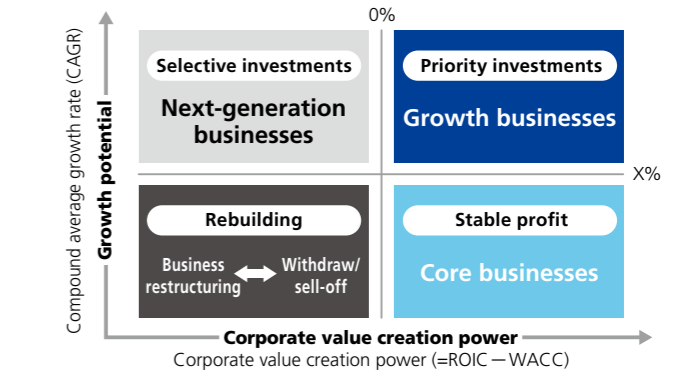 0%
Compound average growth rate (CAGR)
Growth potential
Selective investments
Next-generation
businesses
Priority investments
Growth businesses
X%
Rebuilding
Business
restructuring
Withdraw/
sell-off
Stable profit
Core businesses
Corporate value creation power
Corporate value creation power (=ROIC－WACC)